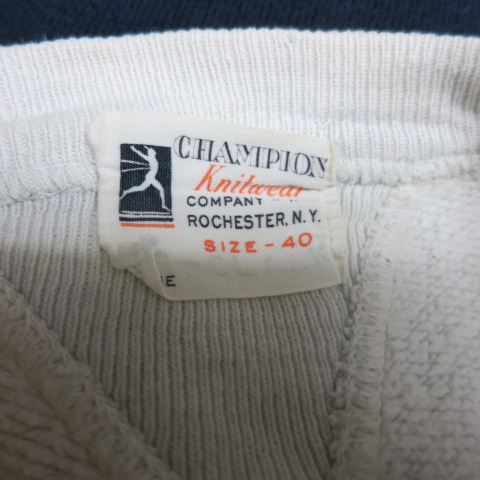 CHAMPION
Knitwear
COMPANY
ROCHESTER, N. Y.
SIZE - 40
E